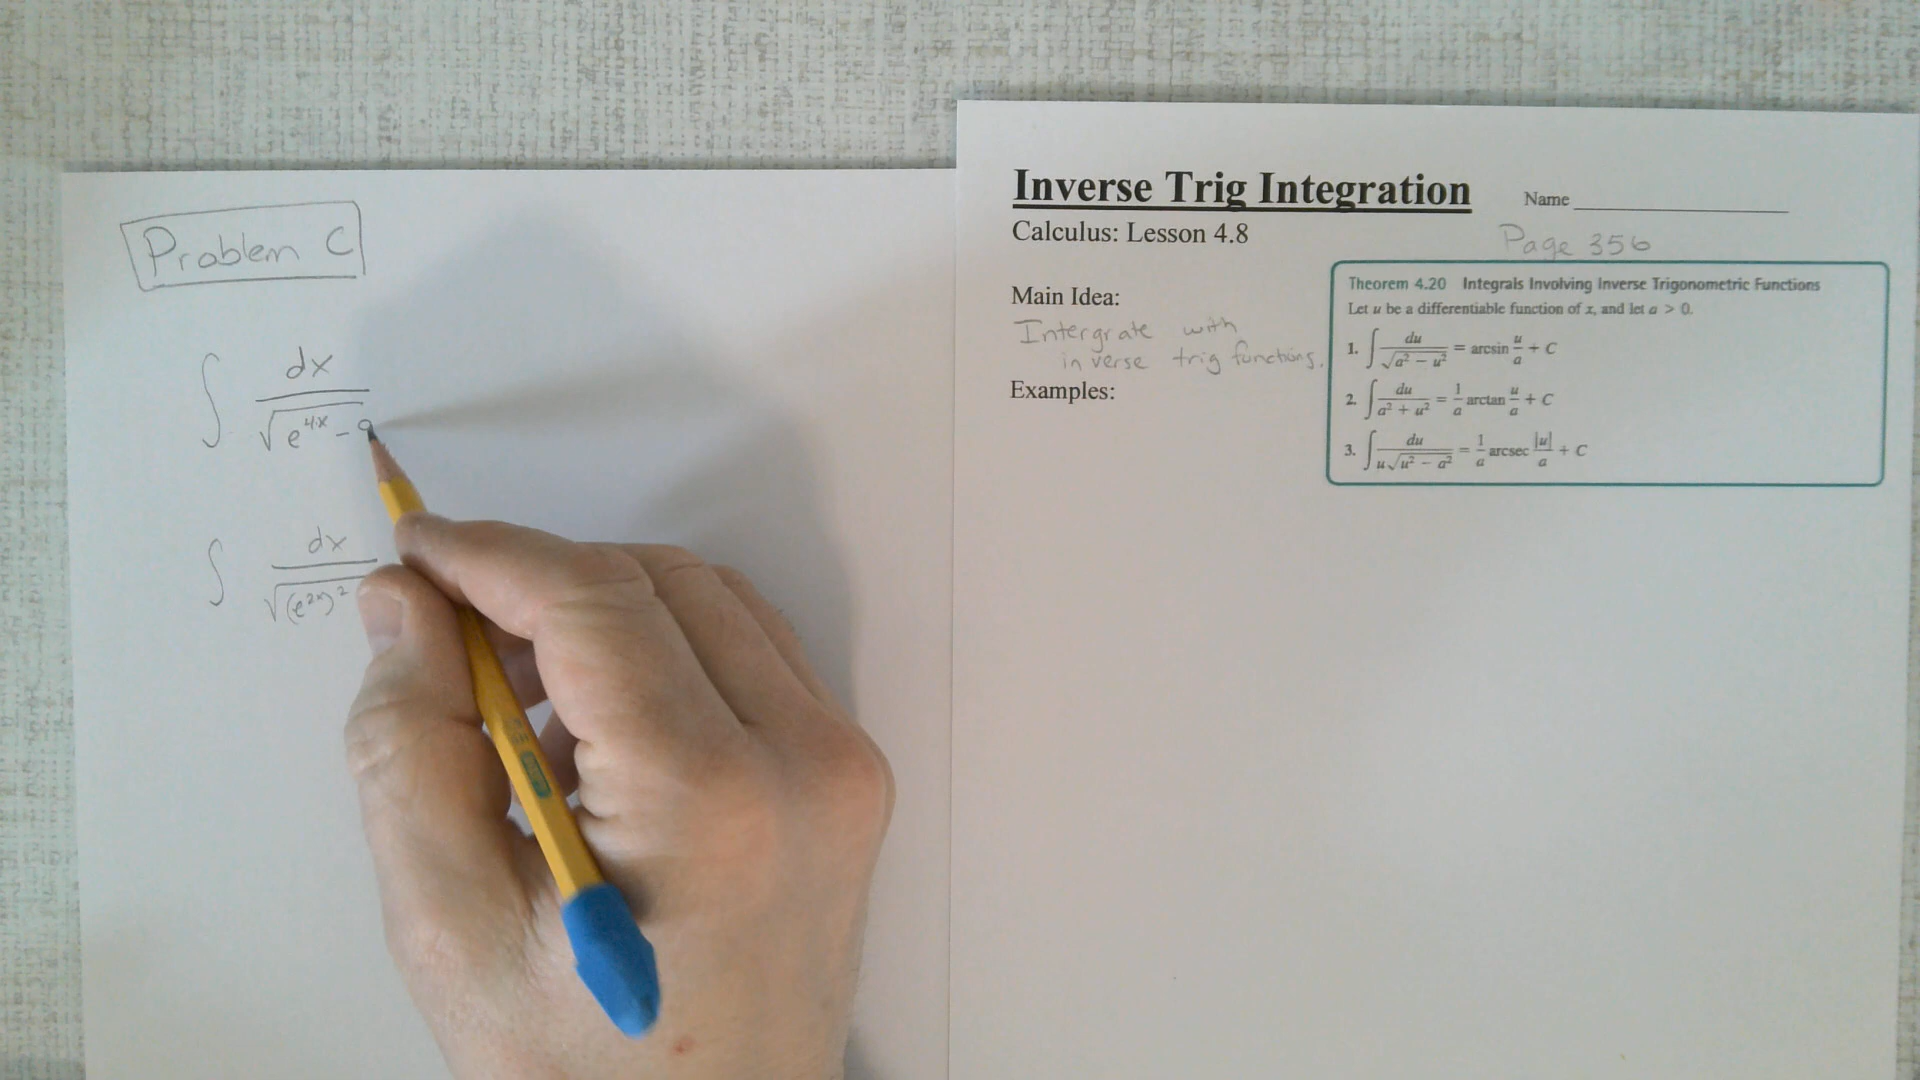 Problem C
∫ dx / √(e^4x - 9
∫ dx / √((e^2x)^2
Inverse Trig Integration
Name
Calculus: Lesson 4.8
Page 356
Main Idea:
Intergrate with
inverse trig functions.
Examples:
Theorem 4.20 Integrals Involving Inverse Trigonometric Functions
Let u be a differentiable function of x, and let a > 0.
1. ∫ du / √(a² − u²) = arcsin u/a + C
2. ∫ du / (a² + u²) = 1/a arctan u/a + C
3. ∫ du / (u√(u² − a²)) = 1/a arcsec |u|/a + C